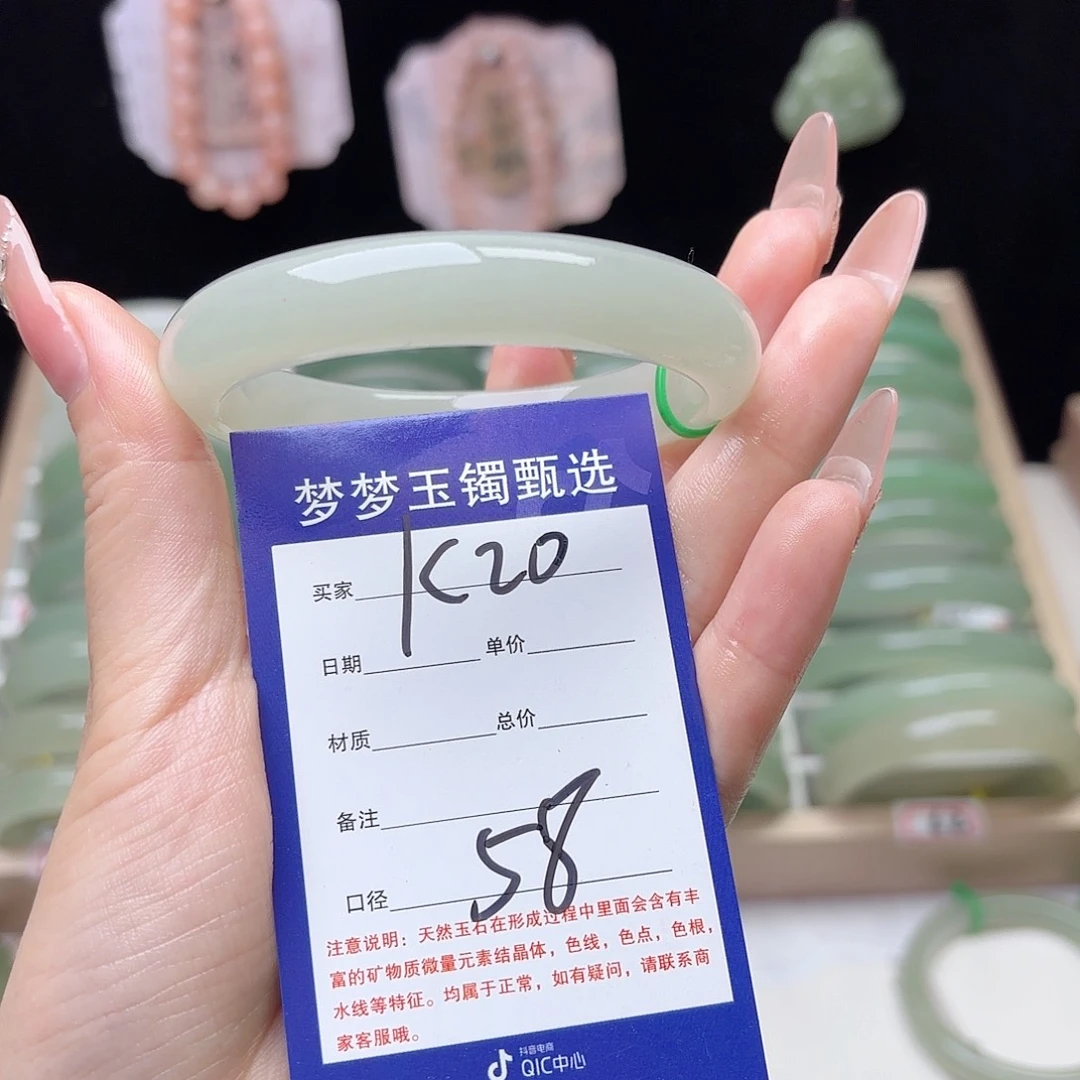 梦梦玉镯甄选
买家 K20
日期 单价
材质 总价
备注
口径 58
注意说明：天然玉石在形成过程中里面会含有丰
富的矿物质微量元素结晶体，色线，色点，色根，
水线等特征。均属于正常，如有疑问，请联系商
家客服哦。
抖音电商
QIC中心